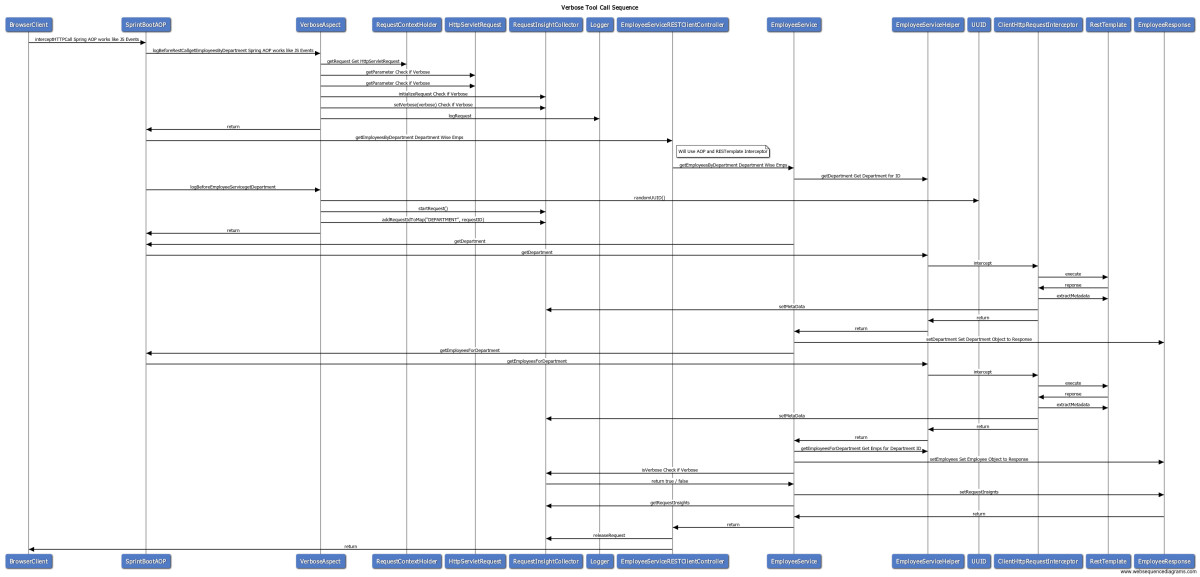 Verbose Tool Call Sequence
BrowserClient SprintBootAOP VerboseAspect RequestContextHolder HttpServletRequest RequestInsightCollector Logger EmployeeServiceRESTClientController EmployeeService EmployeeServiceHelper UUID ClientHttpRequestInterceptor RestTemplate EmployeeResponse
interceptHTTPCall Spring AOP works like JS Events
logBeforeRestCallgetEmployeesByDepartment Spring AOP works like JS Events
getRequest Get HttpServletRequest
getParameter Check if Verbose
getParameter Check if Verbose
initializeRequest Check if Verbose
setVerbose(verbose) Check if Verbose
logRequest
return
getEmployeesByDepartment Department Wise Emps
Will Use AOP and RESTemplate Interceptor
getEmployeesByDepartment Department Wise Emps
getDepartment Get Department for ID
logBeforeEmployeeServicegetDepartment
randomUUID()
startRequest()
addRequestIdToMap("DEPARTMENT", requestID)
return
getDepartment
getDepartment
intercept
execute
reponse
extractMetadata
setMetaData
return
return
setDepartment Set Department Object to Response
getEmployeesForDepartment
getEmployeesForDepartment
intercept
execute
reponse
extractMetadata
setMetaData
return
return
getEmployeesForDepartment Get Emps for Department ID
setEmployees Set Employee Object to Response
isVerbose Check if Verbose
return true / false
setRequestInsights
getRequestInsights
return
return
releaseRequest
return
BrowserClient SprintBootAOP VerboseAspect RequestContextHolder HttpServletRequest RequestInsightCollector Logger EmployeeServiceRESTClientController EmployeeService EmployeeServiceHelper UUID ClientHttpRequestInterceptor RestTemplate EmployeeResponse
www.websequencediagrams.com